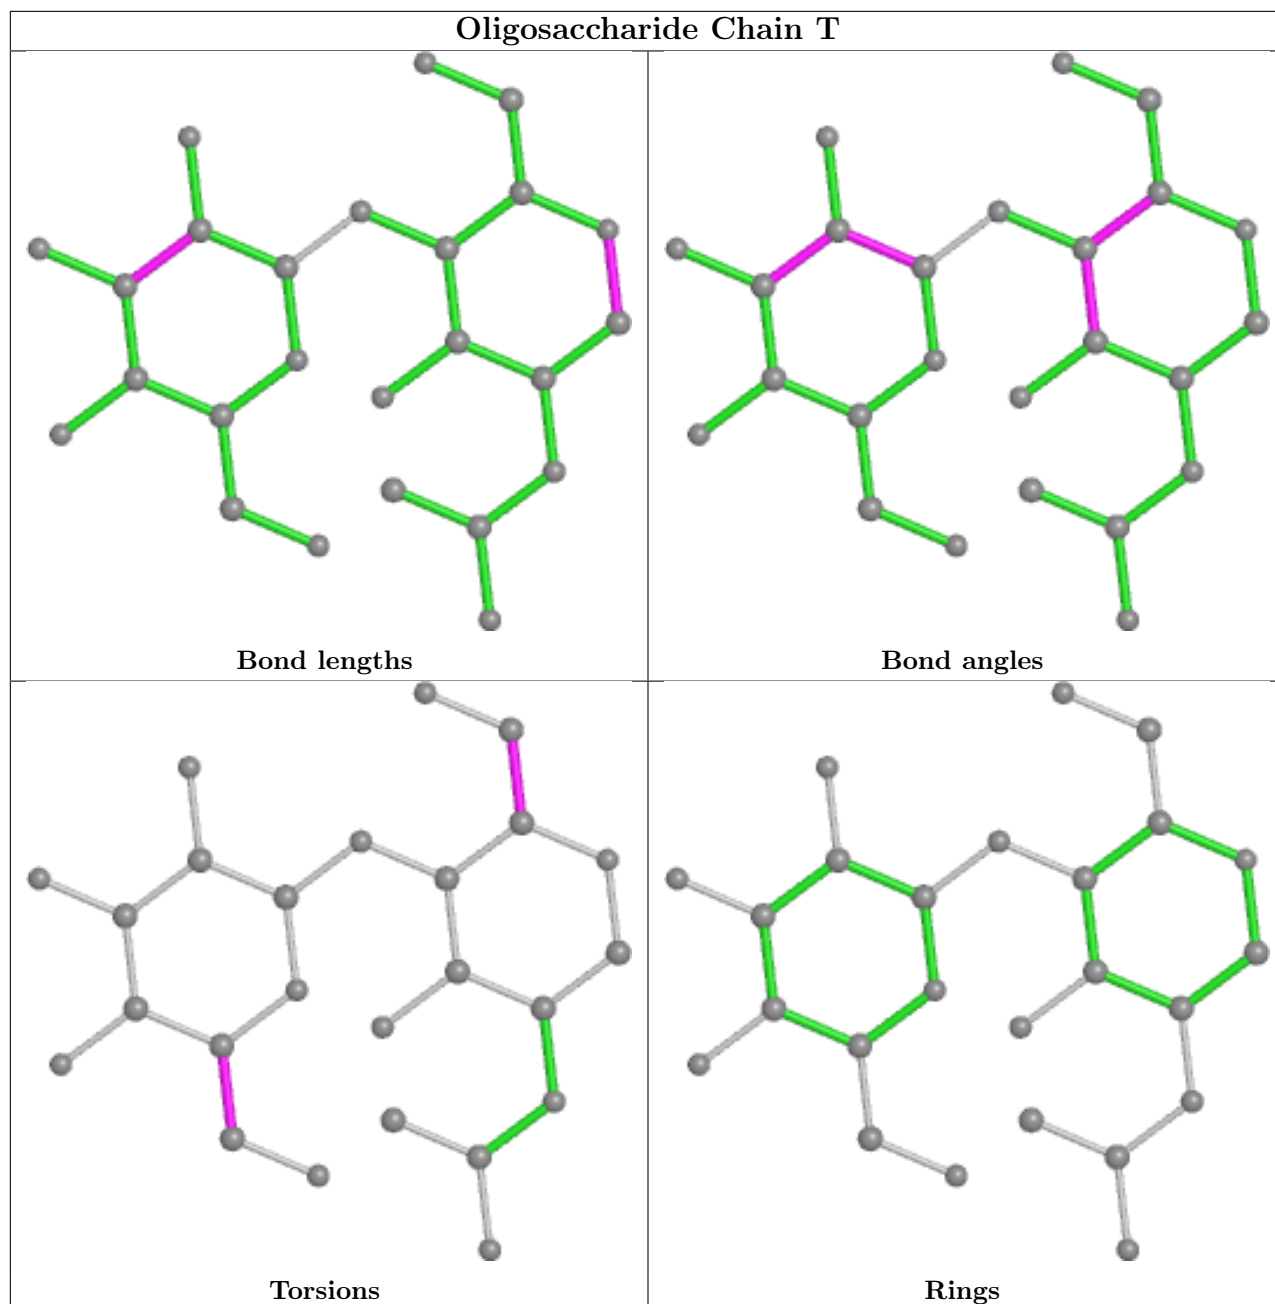 Oligosaccharide Chain T
Bond lengths
Bond angles
Torsions
Rings